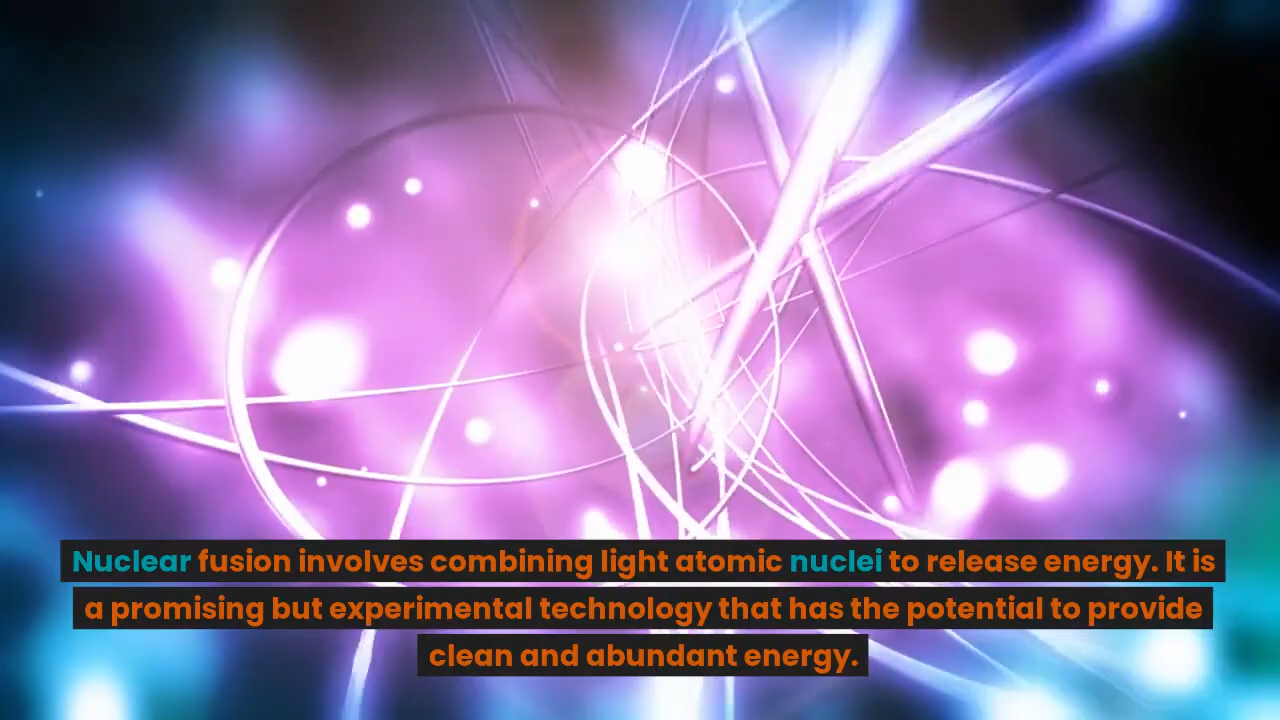 Nuclear fusion involves combining light atomic nuclei to release energy. It is
a promising but experimental technology that has the potential to provide
clean and abundant energy.